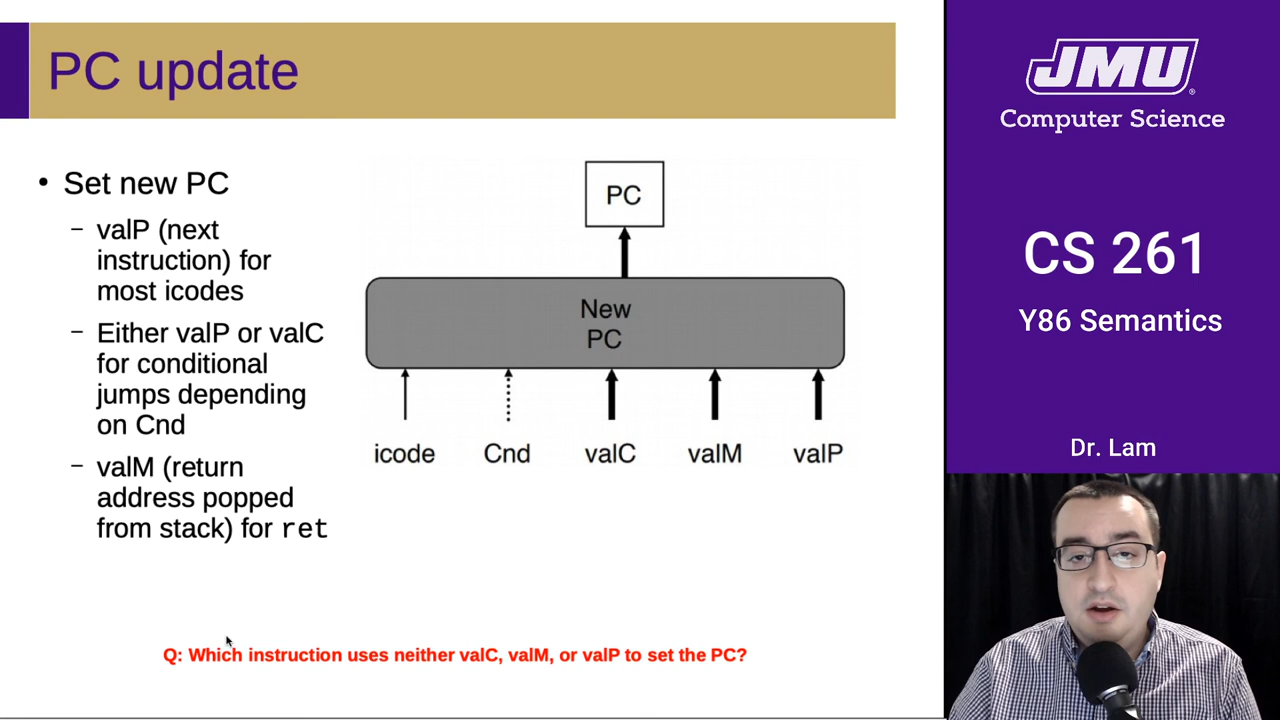 PC update
• Set new PC
– valP (next
instruction) for
most icodes
– Either valP or valC
for conditional
jumps depending
on Cnd
– valM (return
address popped
from stack) for ret
PC
New
PC
icode Cnd valC valM valP
Q: Which instruction uses neither valC, valM, or valP to set the PC?
JMU
Computer Science
CS 261
Y86 Semantics
Dr. Lam